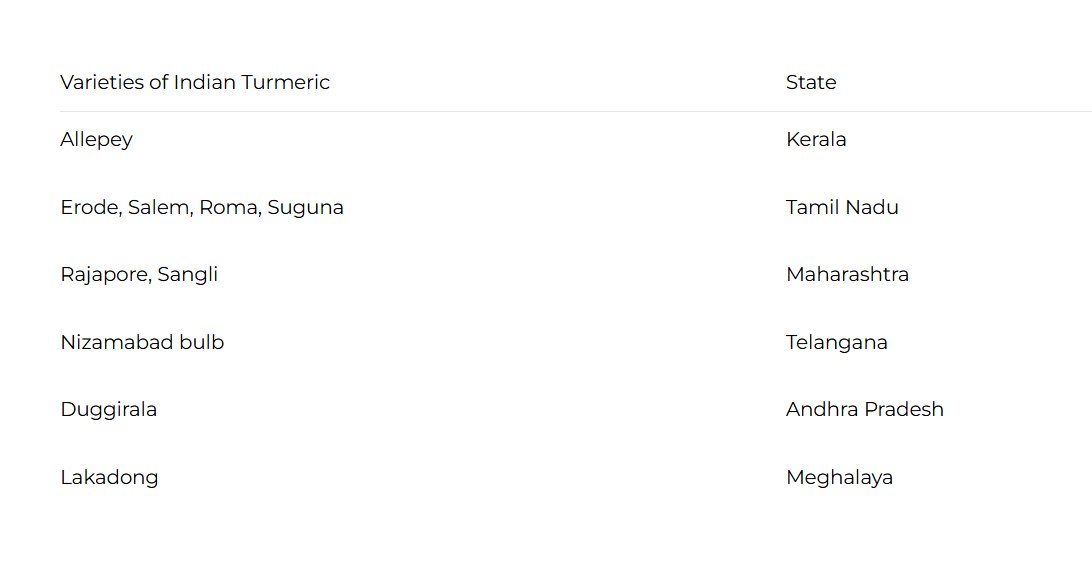 Varieties of Indian Turmeric State
Allepey Kerala
Erode, Salem, Roma, Suguna Tamil Nadu
Rajapore, Sangli Maharashtra
Nizamabad bulb Telangana
Duggirala Andhra Pradesh
Lakadong Meghalaya